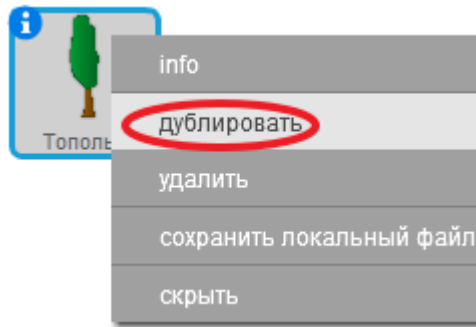 i
info
Тополь
дублировать
удалить
сохранить локальный файл
скрыть